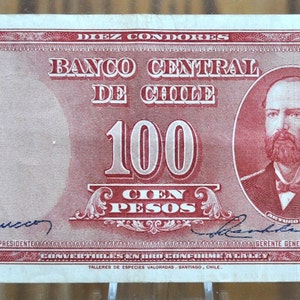 DIEZ CONDORES
BANCO CENTRAL
DE CHILE
100
CIEN
PESOS
PRESIDENTE
GERENTE GENERAL
CONVERTIBLES EN ORO CONFORME A LA LEY
TALLERES DE ESPECIES VALORADAS - SANTIAGO, CHILE.